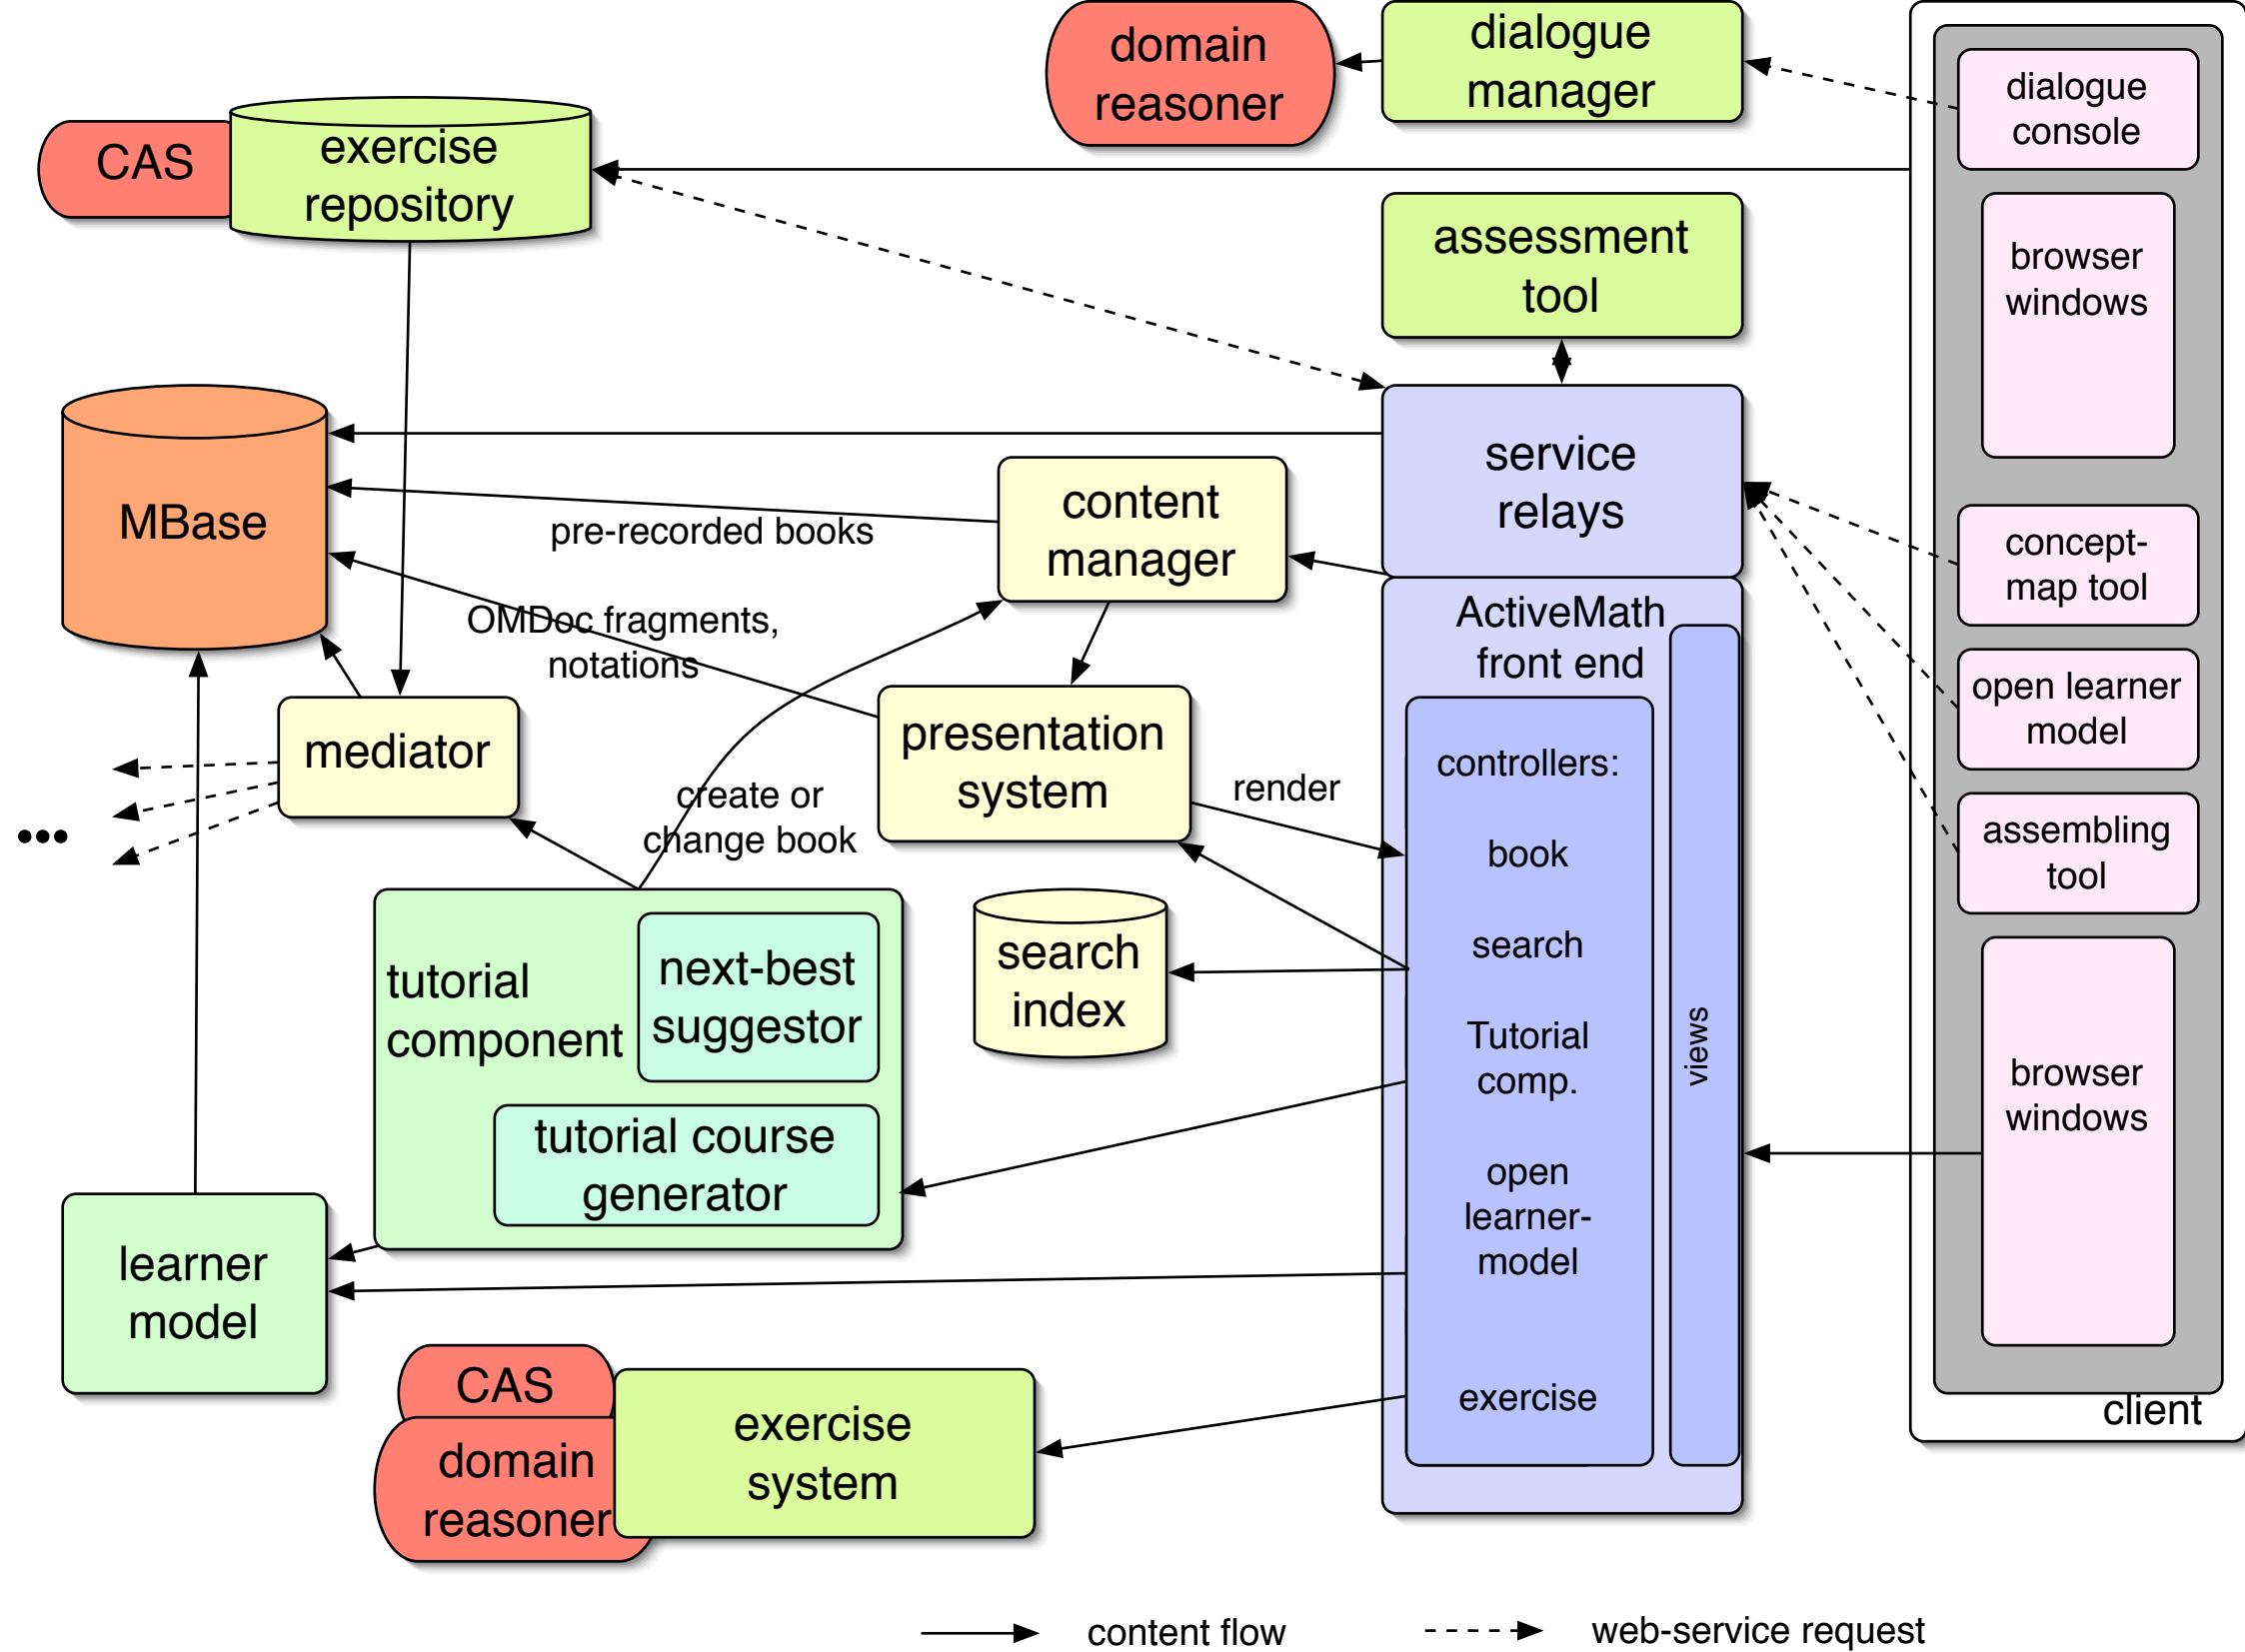 domain
reasoner
dialogue
manager
dialogue
console
CAS
exercise
repository
assessment
tool
browser
windows
MBase
pre-recorded books
content
manager
service
relays
concept-
map tool
OMDoc fragments,
notations
ActiveMath
front end
open learner
model
mediator
presentation
system
render
controllers:
book
search
Tutorial
comp.
open
learner-
model
exercise
views
create or
change book
•••
assembling
tool
tutorial
component
next-best
suggestor
search
index
tutorial course
generator
browser
windows
learner
model
CAS
domain
reasoner
exercise
system
client
content flow
web-service request